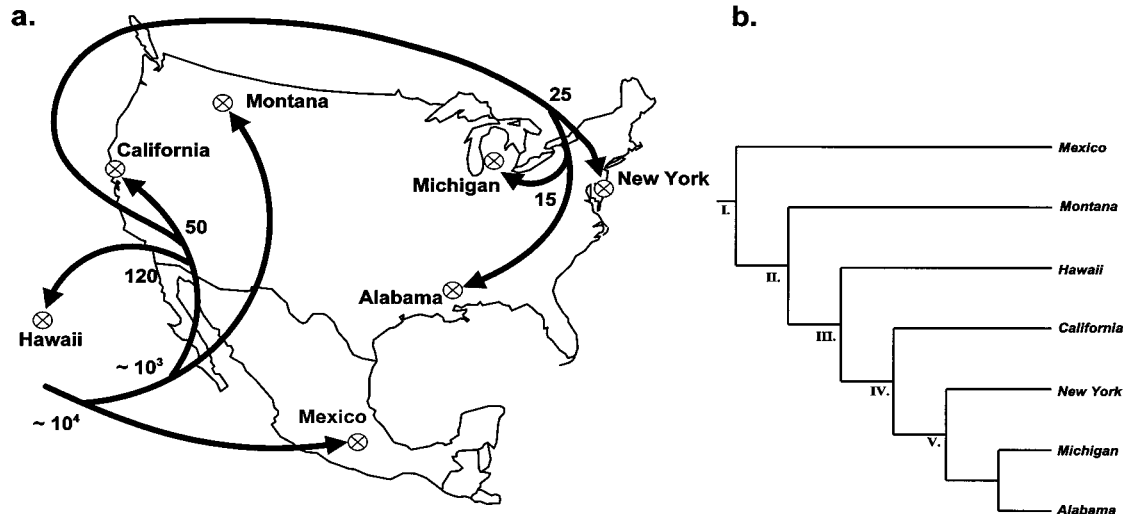 a.
25
Montana
California
Michigan
New York
15
50
120
Alabama
Hawaii
~ 10³
Mexico
~ 10⁴
b.
Mexico
I.
Montana
II.
Hawaii
III.
California
IV.
New York
V.
Michigan
Alabama